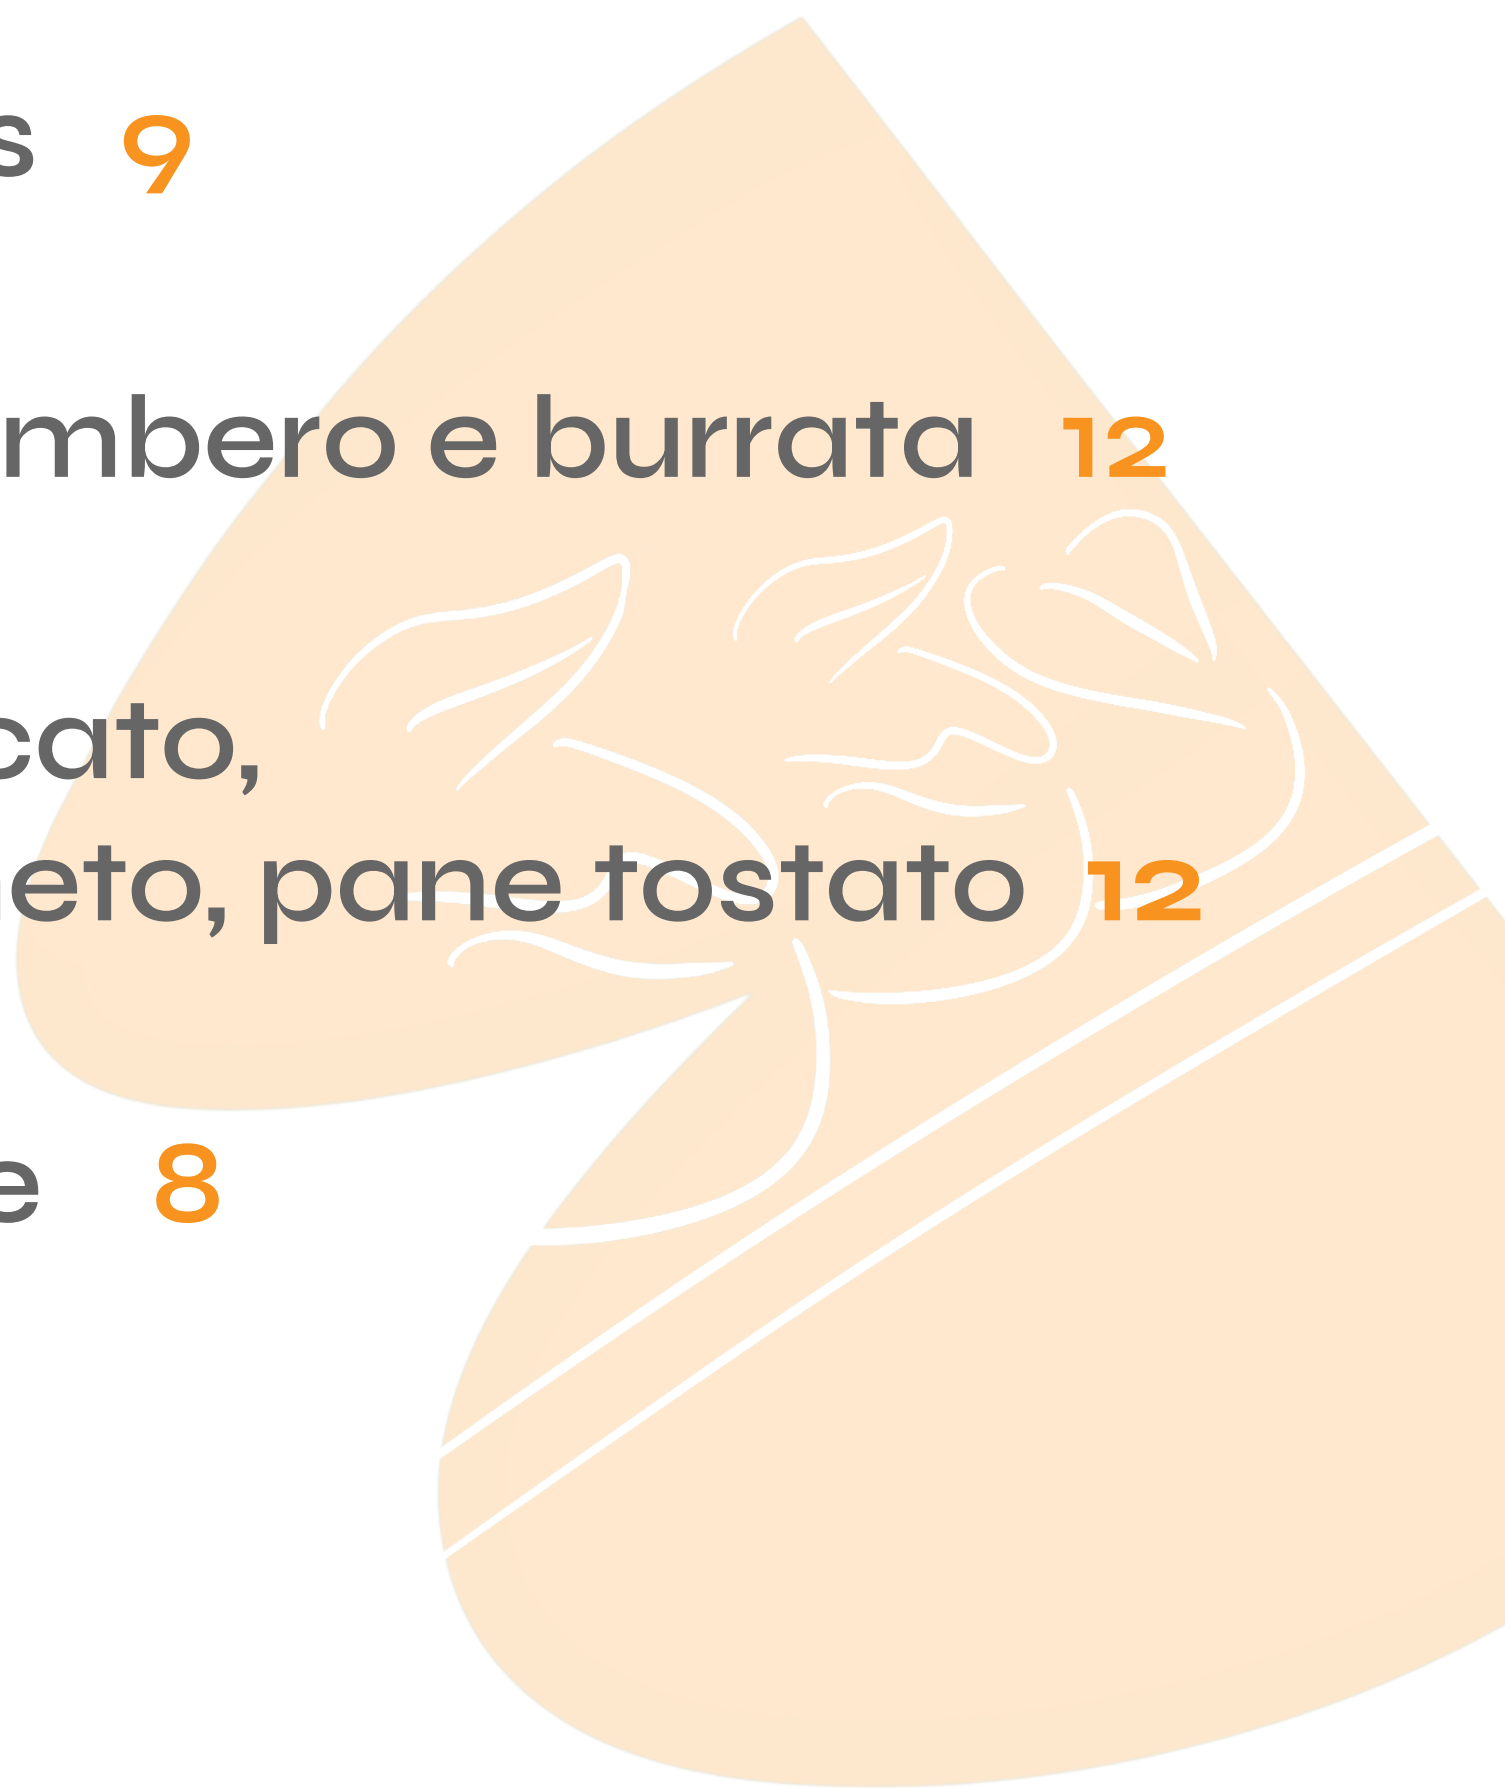 s 9
mbero e burrata 12
cato,
eto, pane tostato 12
e 8